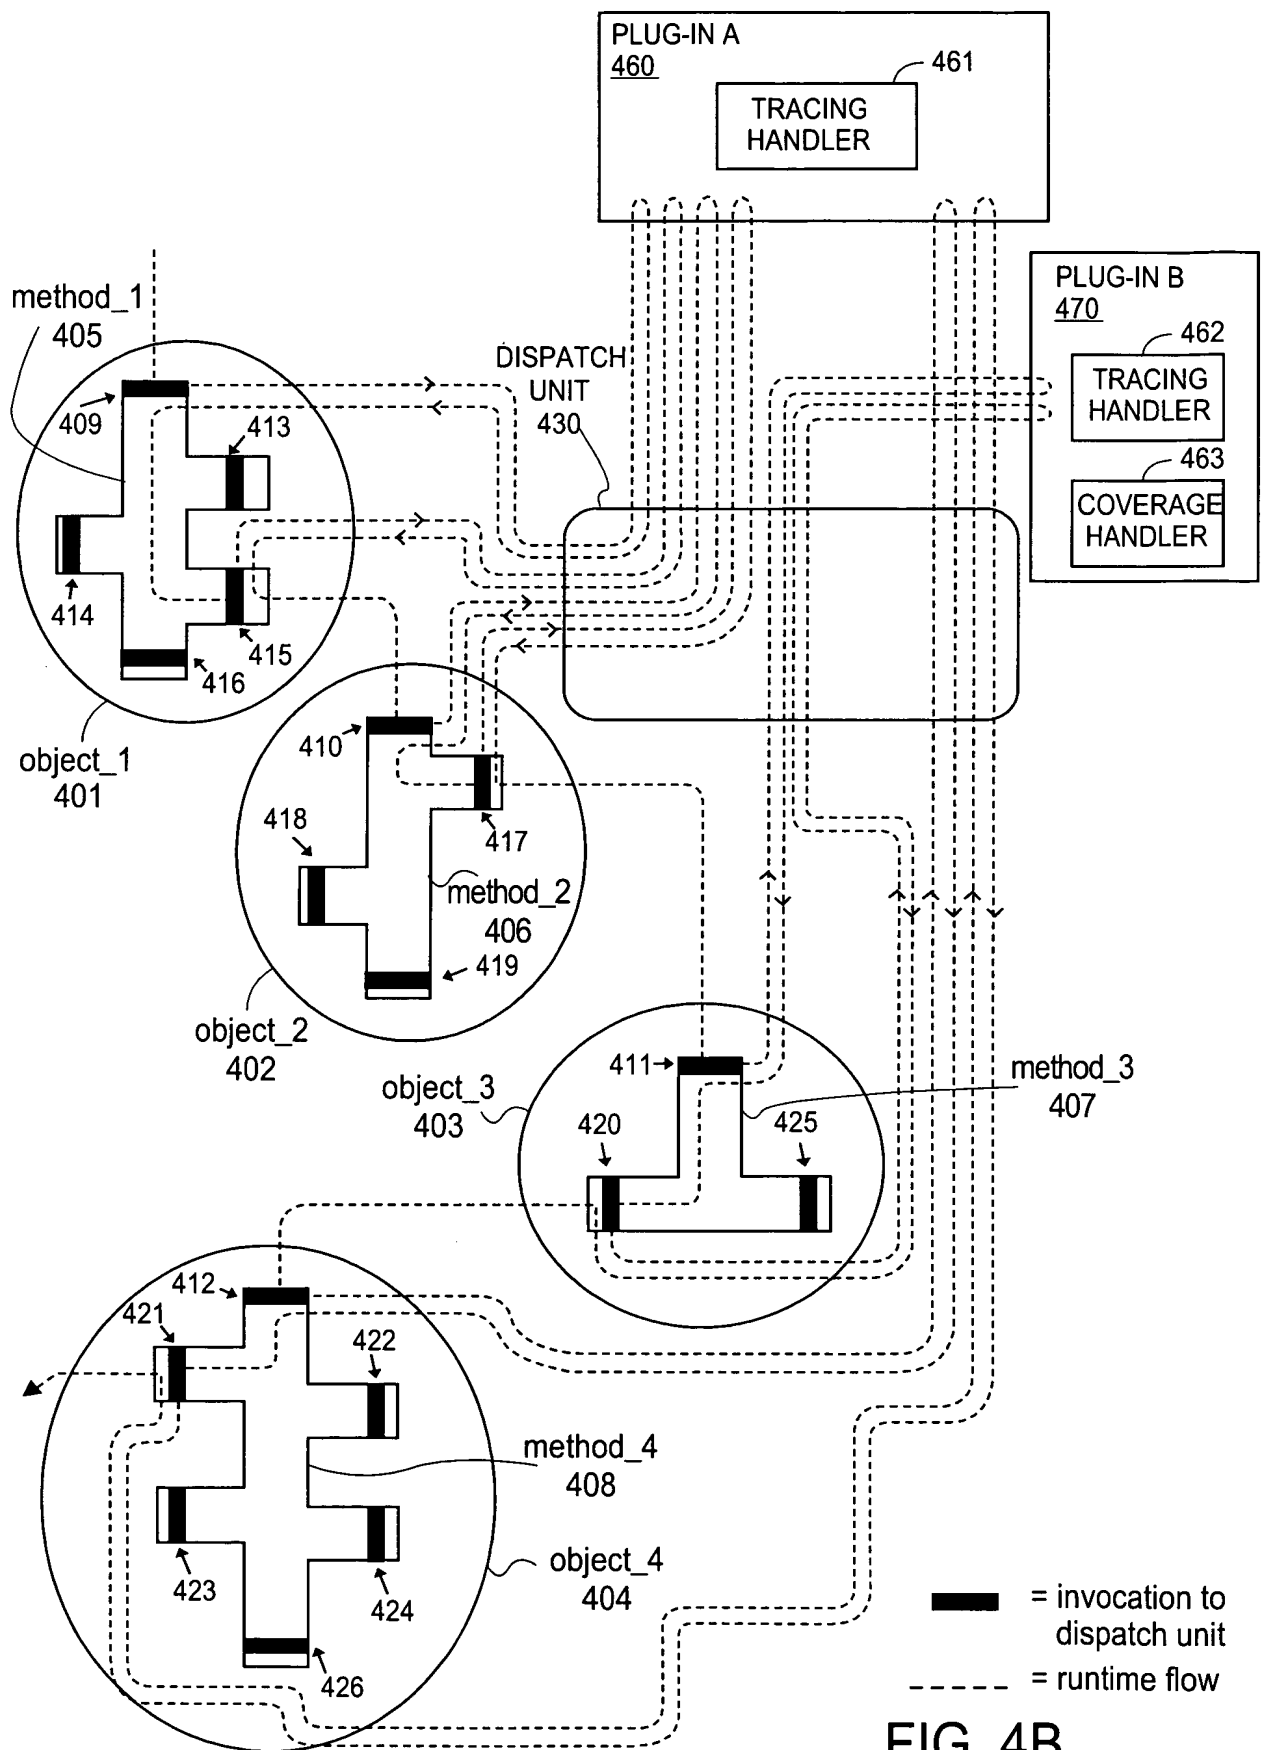 PLUG-IN A
460
461
TRACING
HANDLER
PLUG-IN B
470
462
TRACING
HANDLER
463
COVERAGE
HANDLER
method_1
405
DISPATCH
UNIT
430
409
413
414
415
416
object_1
401
410
417
418
method_2
406
419
object_2
402
411
method_3
407
object_3
403
420
425
412
421
422
method_4
408
423
424
object_4
404
426
= invocation to
dispatch unit
= runtime flow
FIG. 4B